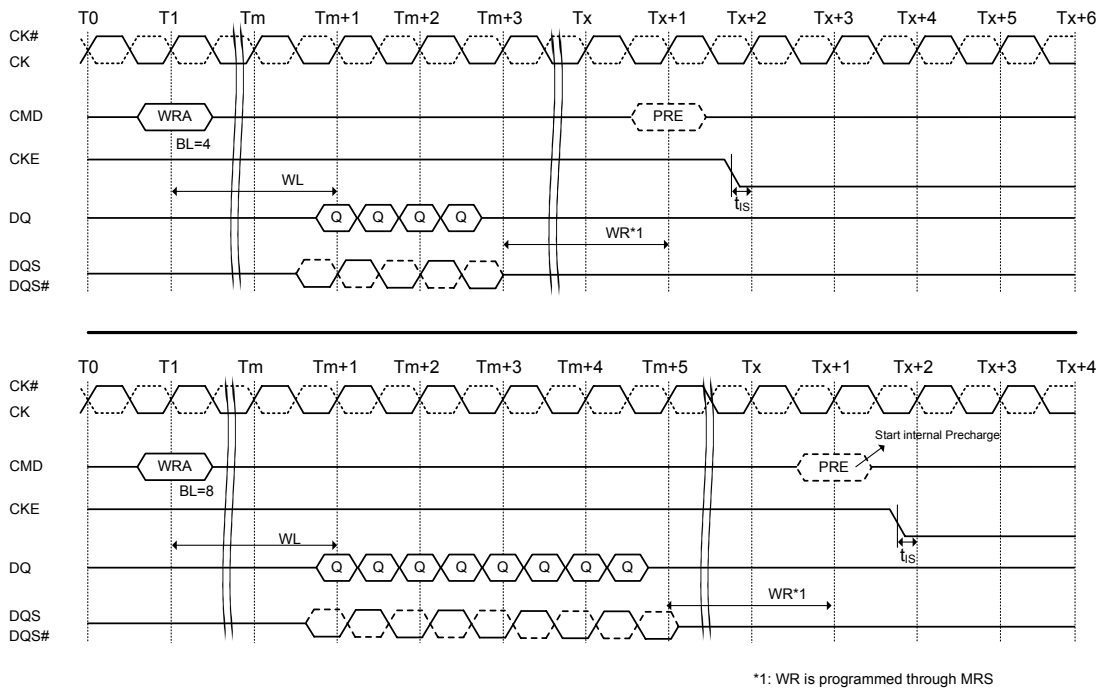 T0 T1 Tm Tm+1 Tm+2 Tm+3 Tx Tx+1 Tx+2 Tx+3 Tx+4 Tx+5 Tx+6
CK#
CK
CMD WRA PRE
BL=4
CKE
WL
tIS
DQ Q Q Q Q
WR*1
DQS
DQS#
T0 T1 Tm Tm+1 Tm+2 Tm+3 Tm+4 Tm+5 Tx Tx+1 Tx+2 Tx+3 Tx+4
CK#
CK
Start internal Precharge
CMD WRA PRE
BL=8
CKE
WL
tIS
DQ Q Q Q Q Q Q Q Q
WR*1
DQS
DQS#
*1: WR is programmed through MRS